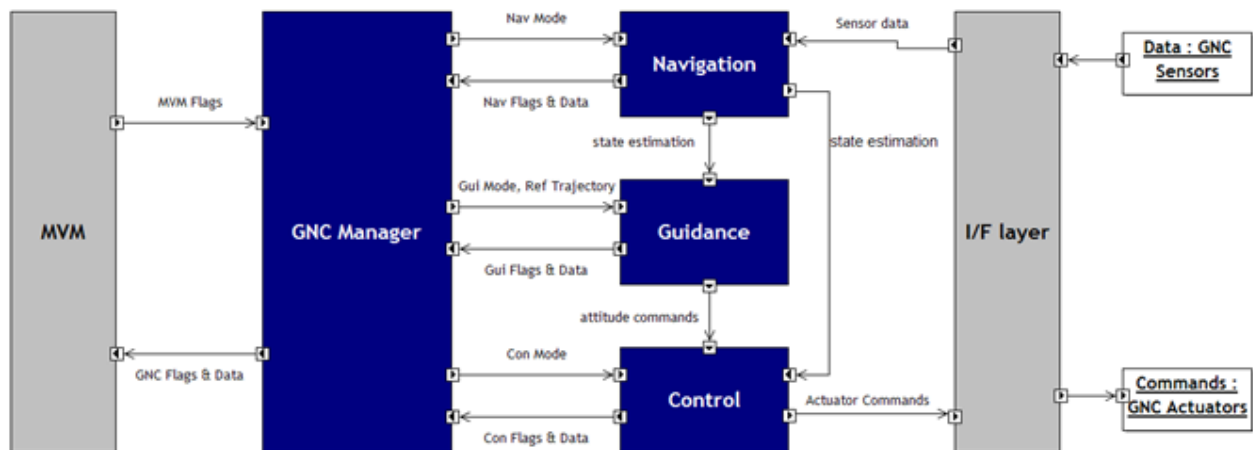 Nav Mode
Sensor data
Navigation
Data : GNC
Sensors
MVM Flags
Nav Flags & Data
state estimation
state estimation
Gui Mode, Ref Trajectory
MVM
GNC Manager
Guidance
I/F layer
Gui Flags & Data
attitude commands
GNC Flags & Data
Con Mode
Control
Actuator Commands
Commands :
GNC Actuators
Con Flags & Data